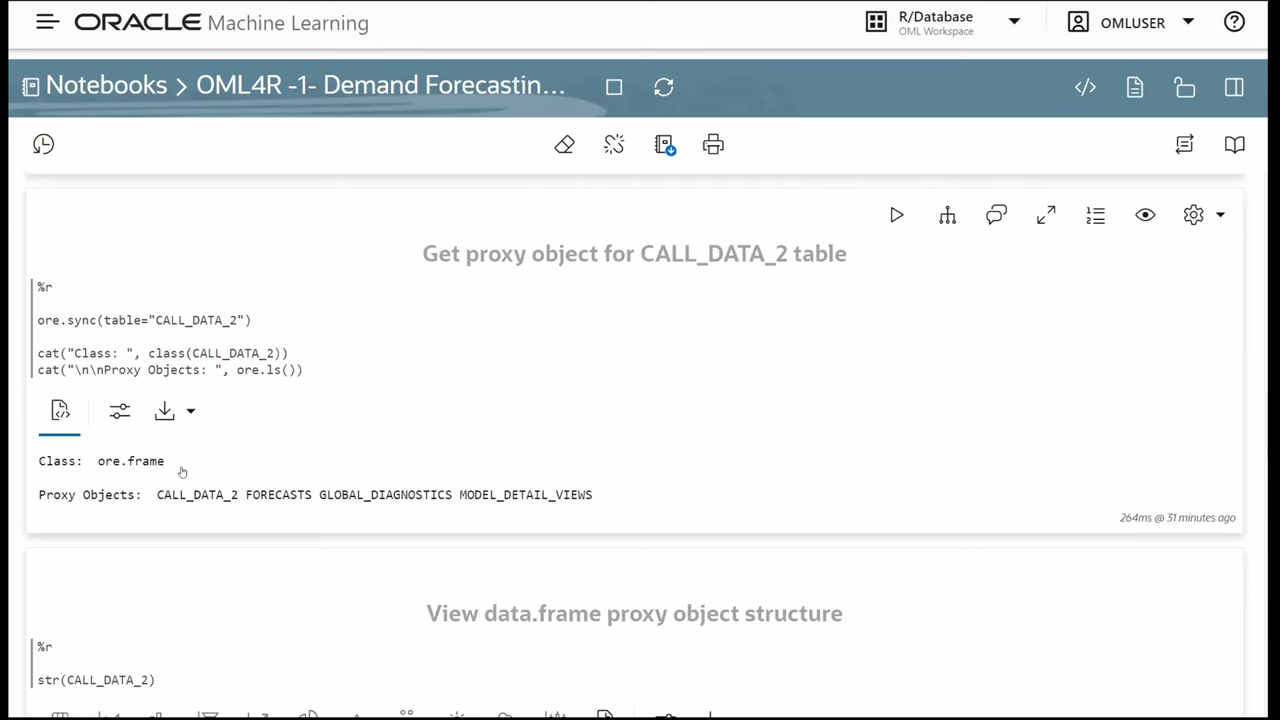 ORACLE Machine Learning
R/Database
OML Workspace
OMLUSER
Notebooks > OML4R -1- Demand Forecastin...
Get proxy object for CALL_DATA_2 table
%r
ore.sync(table="CALL_DATA_2")
cat("Class: ", class(CALL_DATA_2))
cat("\n\nProxy Objects: ", ore.ls())
Class:  ore.frame
Proxy Objects:  CALL_DATA_2 FORECASTS GLOBAL_DIAGNOSTICS MODEL_DETAIL_VIEWS
264ms @ 31 minutes ago
View data.frame proxy object structure
%r
str(CALL_DATA_2)